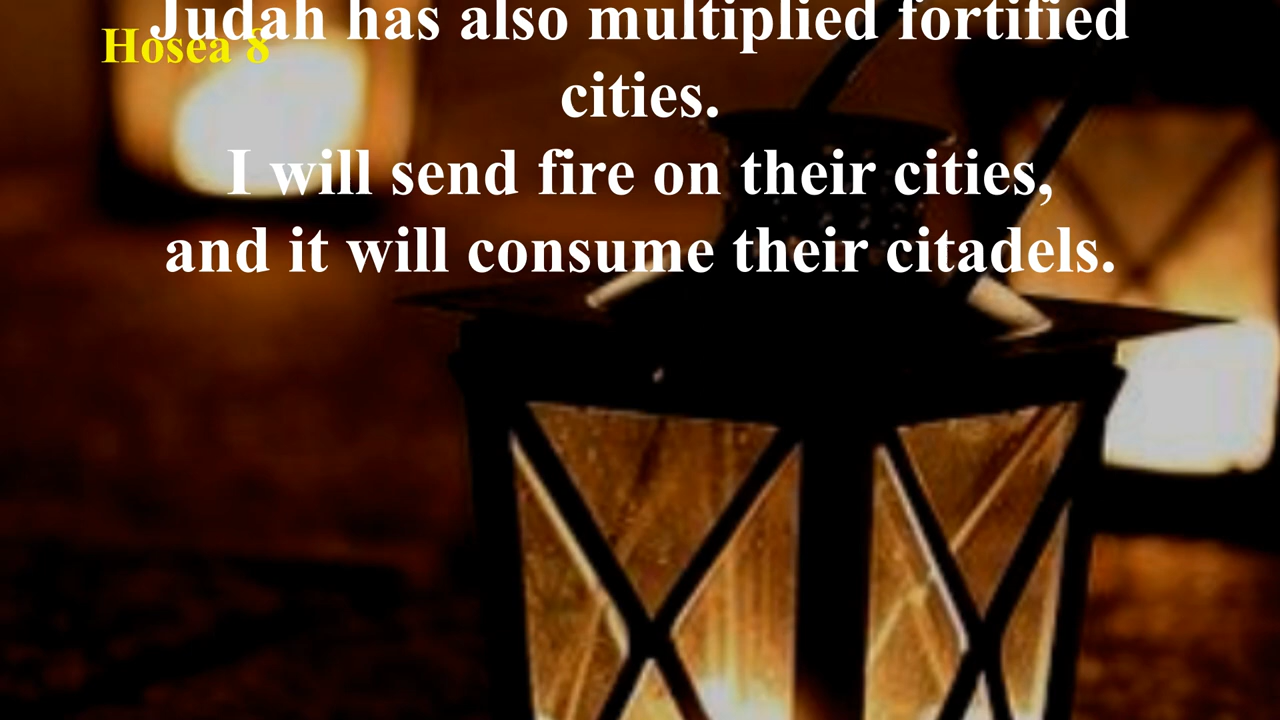 Judah has also multiplied fortified
Hosea 8
cities.
I will send fire on their cities,
and it will consume their citadels.